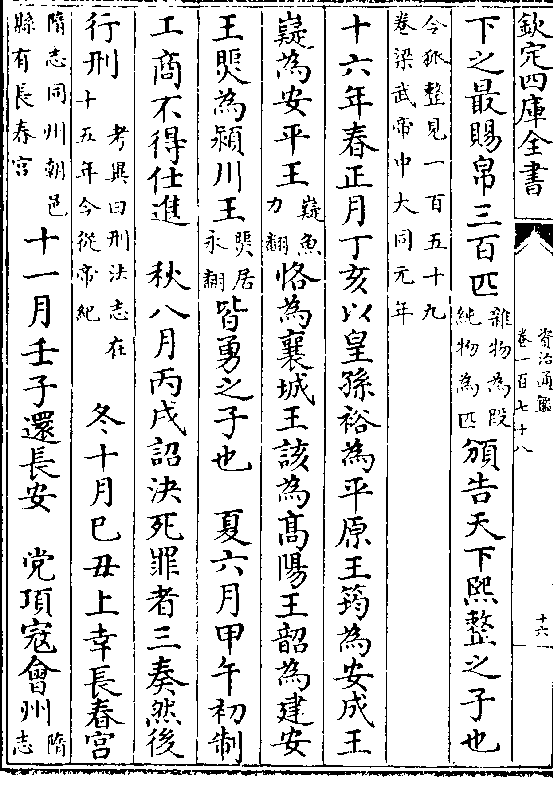 欽定四庫全書
資治通鑑
卷一百七十八
十六
下之最賜帛三百匹雜物為段純物為匹頒告天下熙整之子也
令狐整見一百五十九
卷梁武帝中大同元年
十六年春正月丁亥以皇孫裕為平原王筠為安成王
嶷為安平王嶷魚力翻恪為襄城王該為髙陽王韶為建安
王煚為潁川王煚居永翻皆勇之子也 夏六月甲午初制
工商不得仕進 秋八月丙戌詔決死罪者三奏然後
行刑考異曰刑法志在十五年今從帝紀 冬十月已丑上幸長春宫
隋志同州朝邑縣有長春宫十一月壬子還長安 党項寇會州隋志